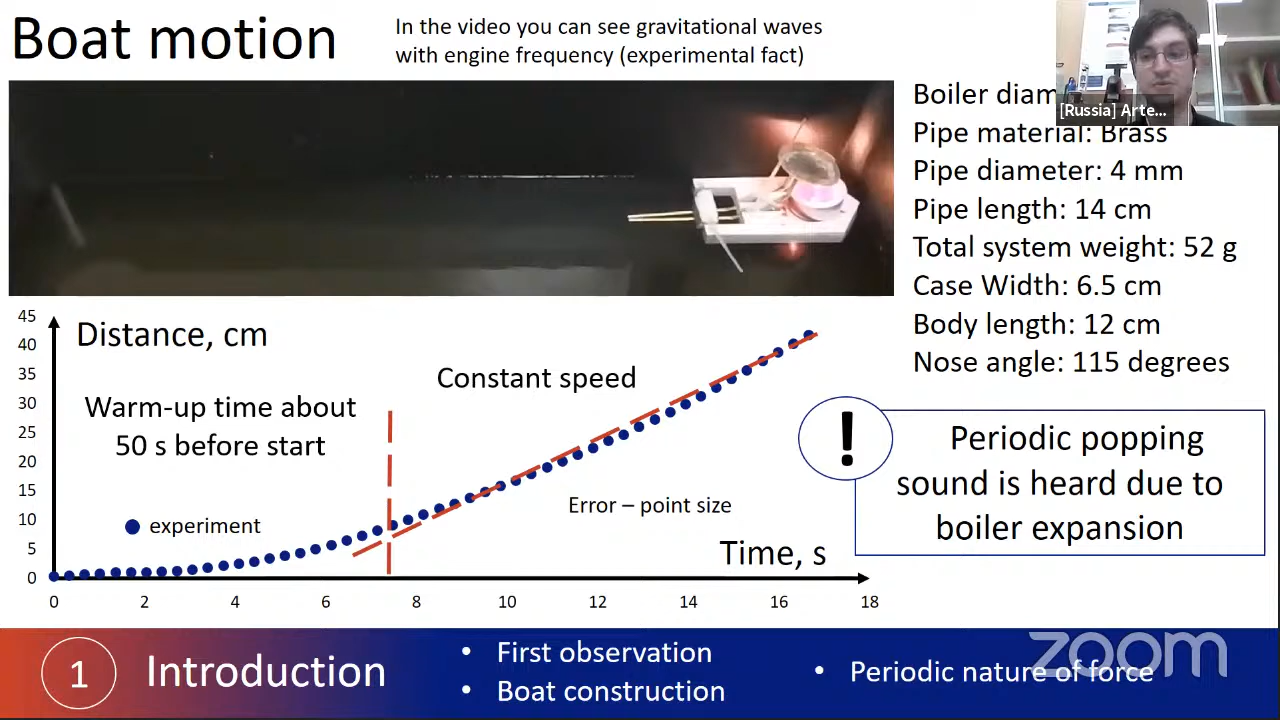 Boat motion
In the video you can see gravitational waves
with engine frequency (experimental fact)
[Russia] Arte...
Boiler diam
Pipe material: Brass
Pipe diameter: 4 mm
Pipe length: 14 cm
Total system weight: 52 g
Case Width: 6.5 cm
Body length: 12 cm
Nose angle: 115 degrees
45
40
35
30
25
20
15
10
5
0
Distance, cm
Warm-up time about
50 s before start
Constant speed
experiment
Error – point size
Time, s
0 2 4 6 8 10 12 14 16 18
!
Periodic popping
sound is heard due to
boiler expansion
1
Introduction
• First observation
• Boat construction
• Periodic nature of force
zoom